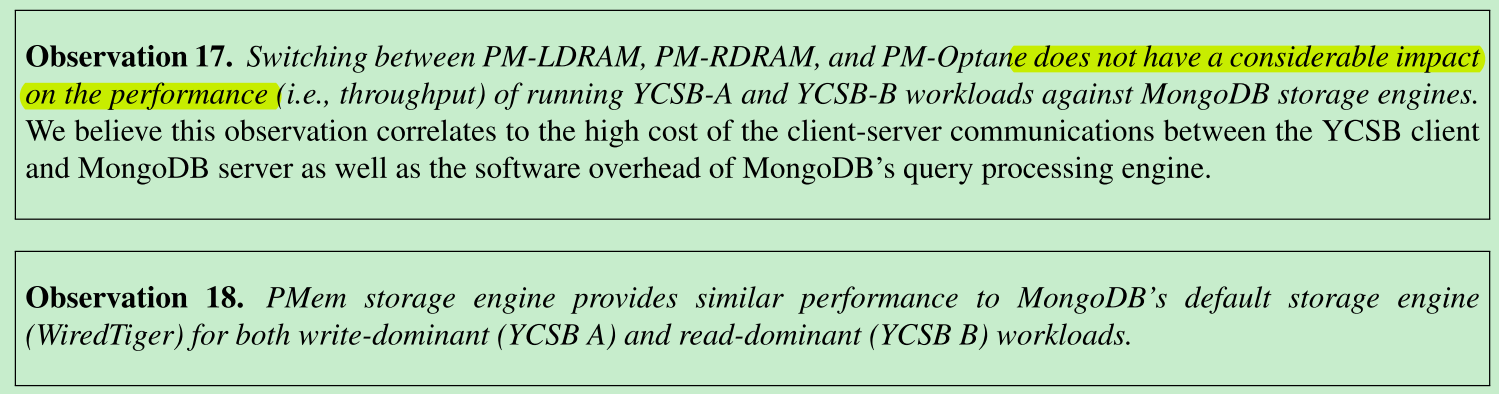 Observation 17. Switching between PM-LDRAM, PM-RDRAM, and PM-Optane does not have a considerable impact
on the performance (i.e., throughput) of running YCSB-A and YCSB-B workloads against MongoDB storage engines.
We believe this observation correlates to the high cost of the client-server communications between the YCSB client
and MongoDB server as well as the software overhead of MongoDB's query processing engine.
Observation 18. PMem storage engine provides similar performance to MongoDB's default storage engine
(WiredTiger) for both write-dominant (YCSB A) and read-dominant (YCSB B) workloads.